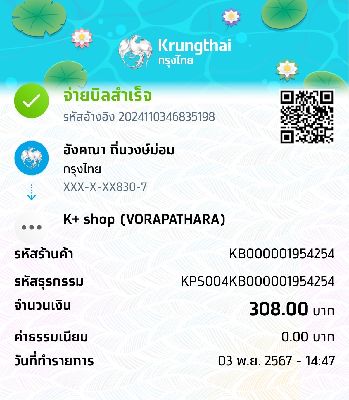 Krungthai
กรุงไทย
จ่ายบิลสำเร็จ
รหัสอ้างอิง 2024110346835198
อังคณา ถิ่นวงษ์ม่อม
กรุงไทย
XXX-X-XX830-7
K+ shop (VORAPATHARA)
รหัสร้านค้า KB000001954254
รหัสธุรกรรม KPS004KB000001954254
จำนวนเงิน 308.00 บาท
ค่าธรรมเนียม 0.00 บาท
วันที่ทำรายการ 03 พ.ย. 2567 - 14:47